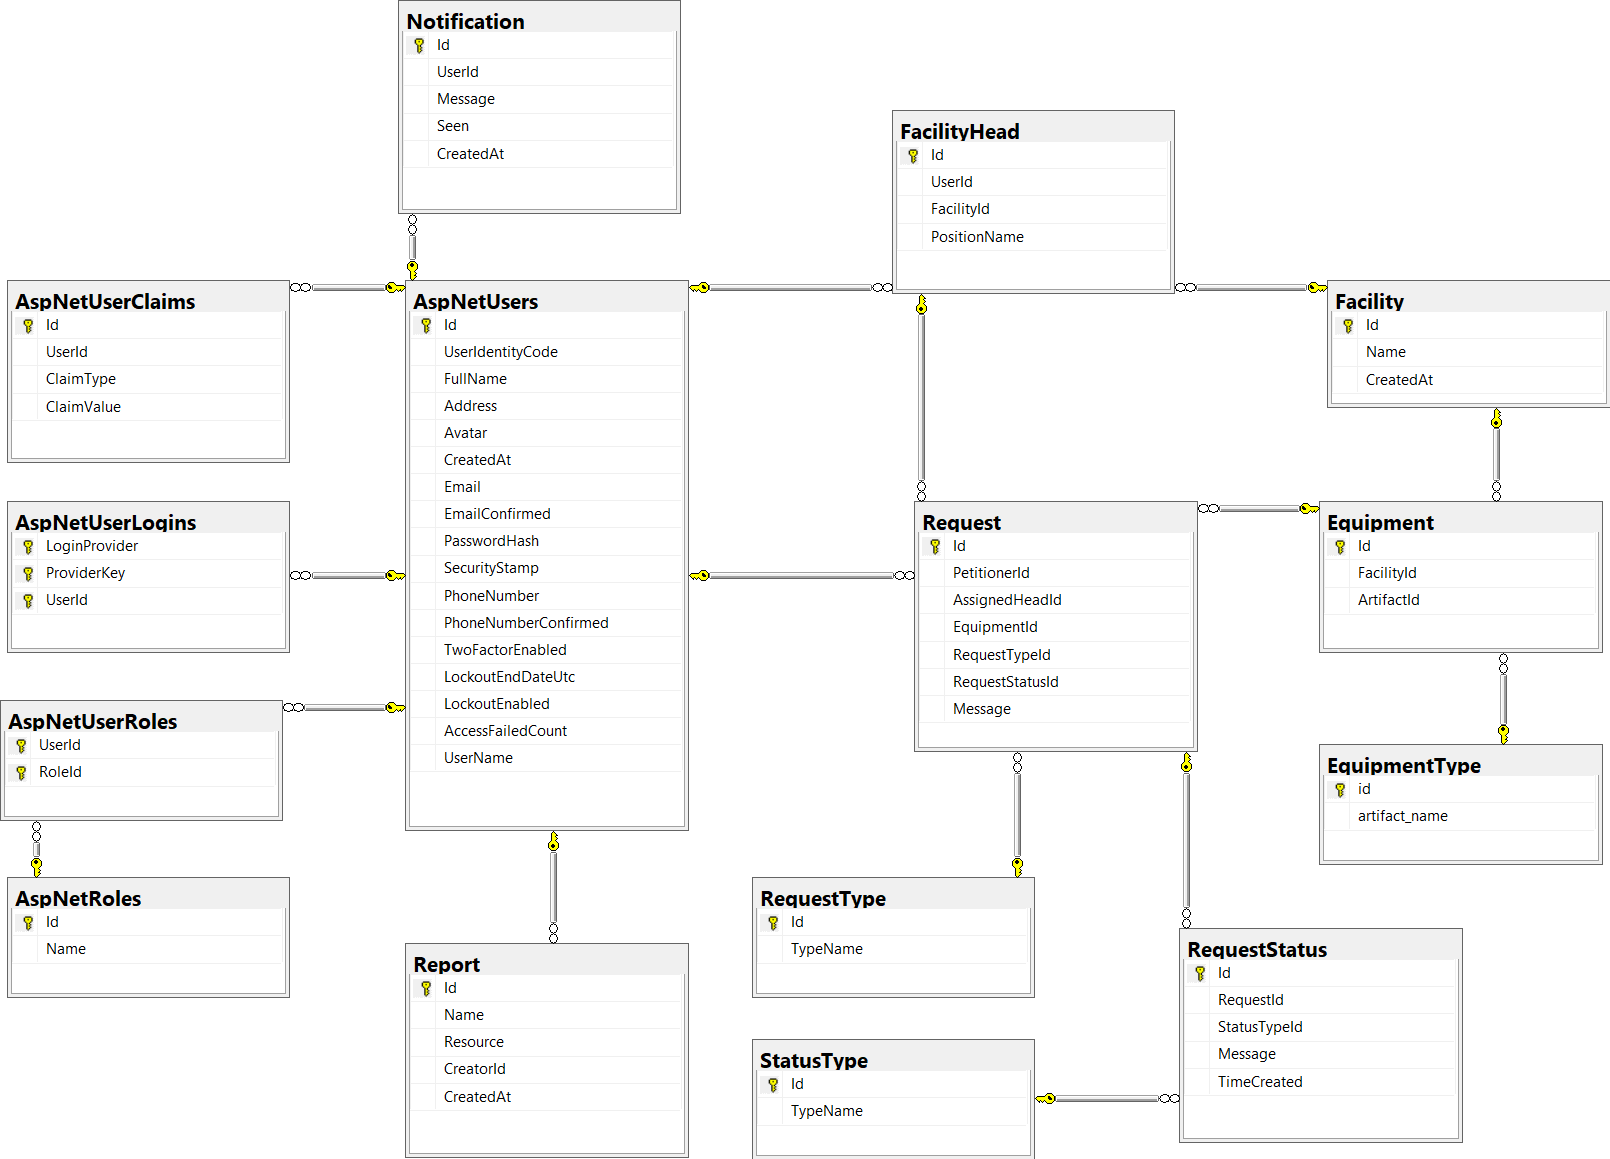 Notification
Id
UserId
Message
Seen
CreatedAt
FacilityHead
Id
UserId
FacilityId
PositionName
AspNetUserClaims
Id
UserId
ClaimType
ClaimValue
AspNetUsers
Id
UserIdentityCode
FullName
Address
Avatar
CreatedAt
Email
EmailConfirmed
PasswordHash
SecurityStamp
PhoneNumber
PhoneNumberConfirmed
TwoFactorEnabled
LockoutEndDateUtc
LockoutEnabled
AccessFailedCount
UserName
Facility
Id
Name
CreatedAt
AspNetUserLogins
LoginProvider
ProviderKey
UserId
Request
Id
PetitionerId
AssignedHeadId
EquipmentId
RequestTypeId
RequestStatusId
Message
Equipment
Id
FacilityId
ArtifactId
AspNetUserRoles
UserId
RoleId
EquipmentType
id
artifact_name
AspNetRoles
Id
Name
RequestType
Id
TypeName
Report
Id
Name
Resource
CreatorId
CreatedAt
RequestStatus
Id
RequestId
StatusTypeId
Message
TimeCreated
StatusType
Id
TypeName